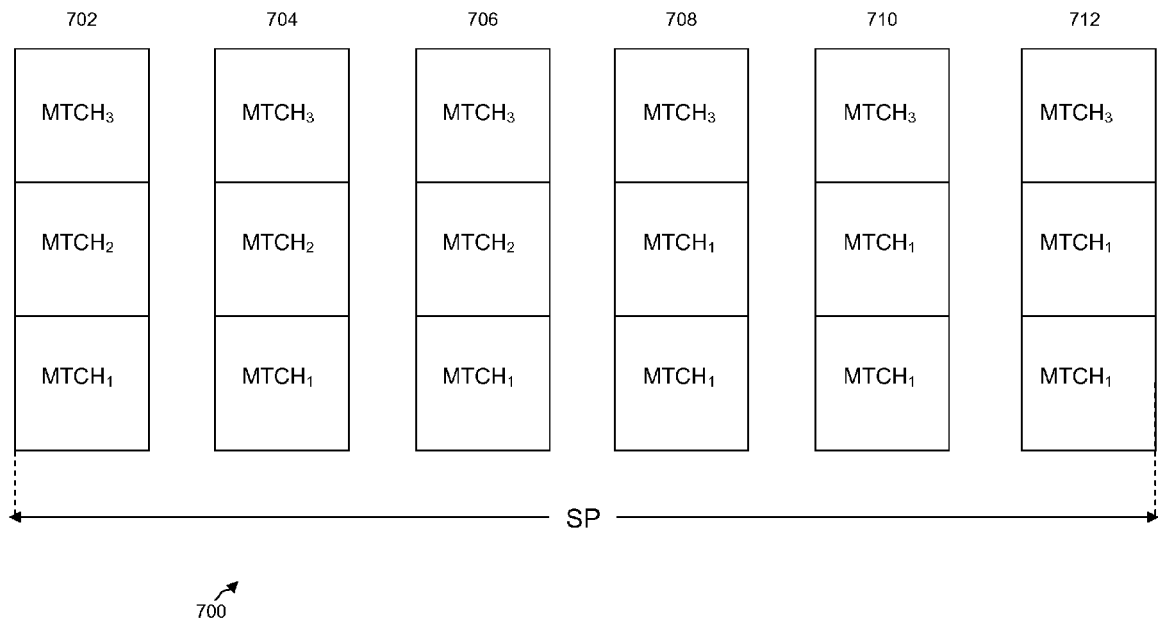 702 704 706 708 710 712
MTCH₃ MTCH₃ MTCH₃ MTCH₃ MTCH₃ MTCH₃
MTCH₂ MTCH₂ MTCH₂ MTCH₁ MTCH₁ MTCH₁
MTCH₁ MTCH₁ MTCH₁ MTCH₁ MTCH₁ MTCH₁
SP
700